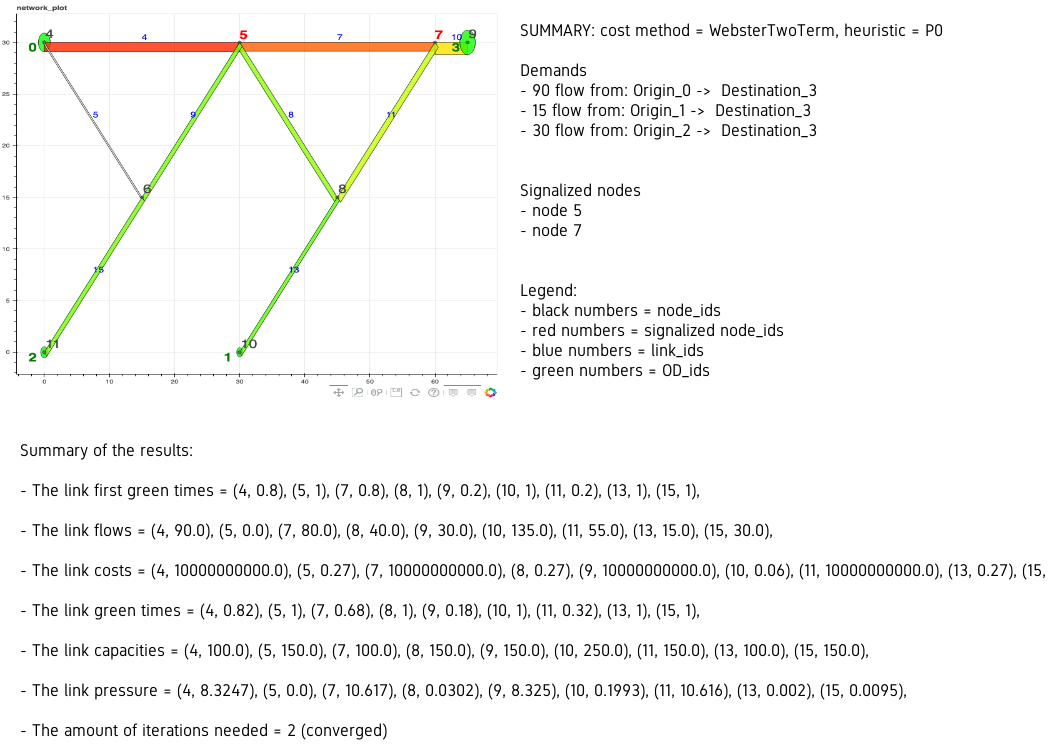 network_plot
4
0
4
5
7
7
10
3
9
30
25
20
15
10
5
0
5
9
8
11
6
8
15
13
11
2
10
1
0
10
20
30
40
50
60
SUMMARY: cost method = WebsterTwoTerm, heuristic = P0
Demands
- 90 flow from: Origin_0 -> Destination_3
- 15 flow from: Origin_1 -> Destination_3
- 30 flow from: Origin_2 -> Destination_3
Signalized nodes
- node 5
- node 7
Legend:
- black numbers = node_ids
- red numbers = signalized node_ids
- blue numbers = link_ids
- green numbers = OD_ids
Summary of the results:
- The link first green times = (4, 0.8), (5, 1), (7, 0.8), (8, 1), (9, 0.2), (10, 1), (11, 0.2), (13, 1), (15, 1),
- The link flows = (4, 90.0), (5, 0.0), (7, 80.0), (8, 40.0), (9, 30.0), (10, 135.0), (11, 55.0), (13, 15.0), (15, 30.0),
- The link costs = (4, 10000000000.0), (5, 0.27), (7, 10000000000.0), (8, 0.27), (9, 10000000000.0), (10, 0.06), (11, 10000000000.0), (13, 0.27), (15,
- The link green times = (4, 0.82), (5, 1), (7, 0.68), (8, 1), (9, 0.18), (10, 1), (11, 0.32), (13, 1), (15, 1),
- The link capacities = (4, 100.0), (5, 150.0), (7, 100.0), (8, 150.0), (9, 150.0), (10, 250.0), (11, 150.0), (13, 100.0), (15, 150.0),
- The link pressure = (4, 8.3247), (5, 0.0), (7, 10.617), (8, 0.0302), (9, 8.325), (10, 0.1993), (11, 10.616), (13, 0.002), (15, 0.0095),
- The amount of iterations needed = 2 (converged)